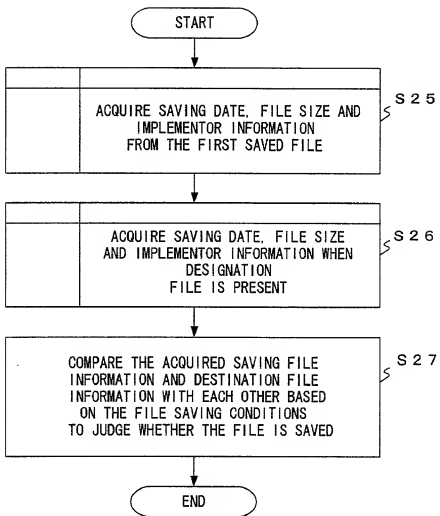 START
S25
ACQUIRE SAVING DATE, FILE SIZE AND
IMPLEMENTOR INFORMATION
FROM THE FIRST SAVED FILE
S26
ACQUIRE SAVING DATE, FILE SIZE
AND IMPLEMENTOR INFORMATION WHEN
DESIGNATION
FILE IS PRESENT
S27
COMPARE THE ACQUIRED SAVING FILE
INFORMATION AND DESTINATION FILE
INFORMATION WITH EACH OTHER BASED
ON THE FILE SAVING CONDITIONS
TO JUDGE WHETHER THE FILE IS SAVED
END